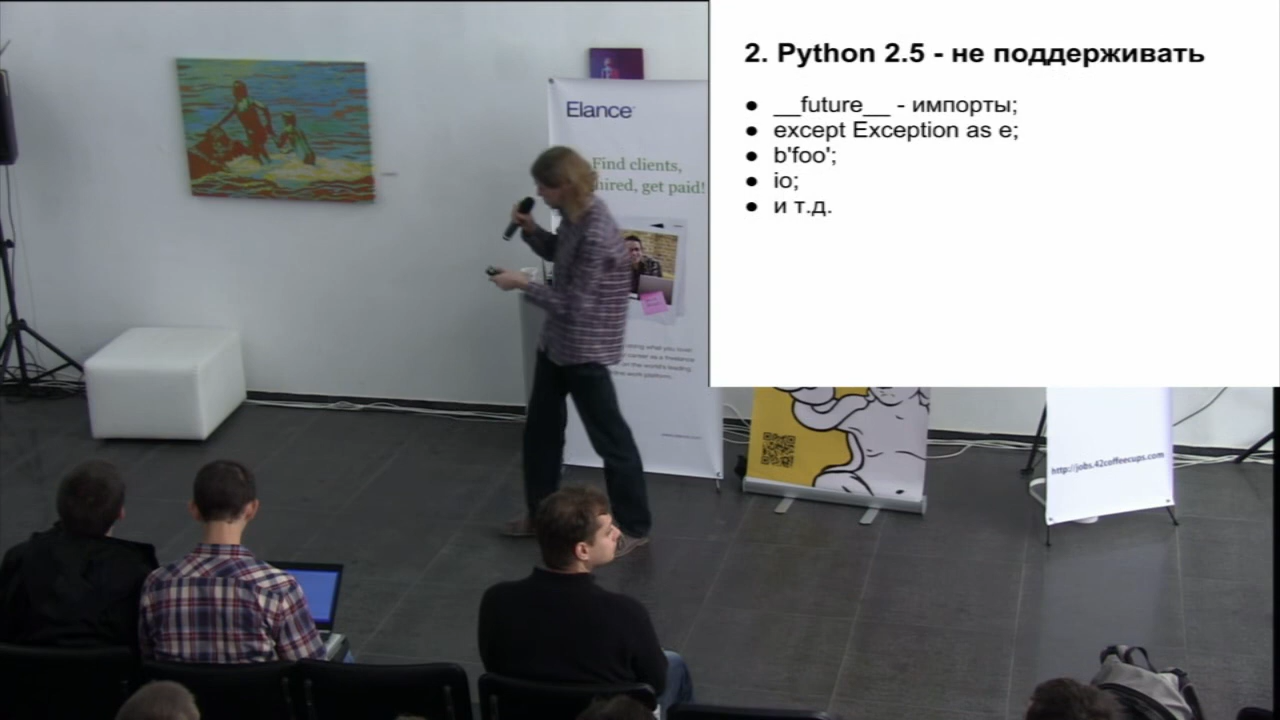 2. Python 2.5 - не поддерживать
● __future__ - импорты;
● except Exception as e;
● b'foo';
● io;
● и т.д.
Elance
Find clients,
hired, get paid!
http://jobs.42coffeecups.com